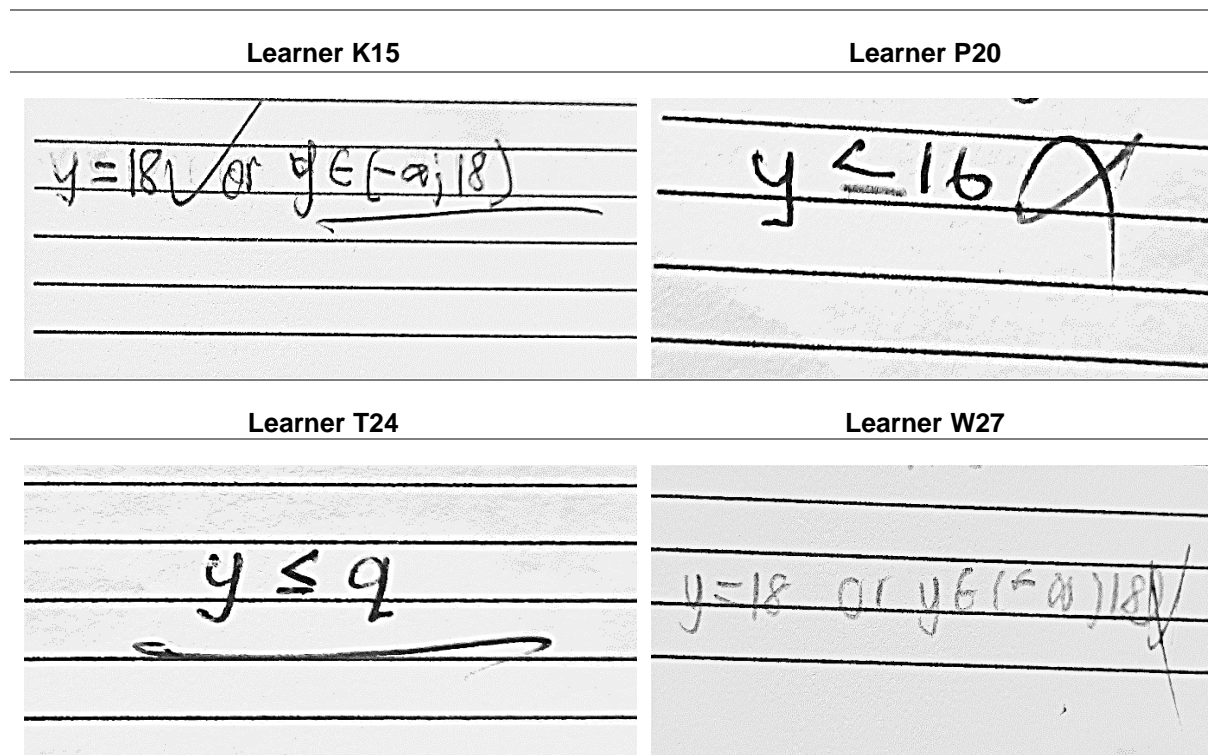 Learner K15
Learner P20
y = 18 or y ∈ (-∞; 18)
y ≤ 16
Learner T24
Learner W27
y ≤ q
y = 18 or y ∈ (-∞) 18)